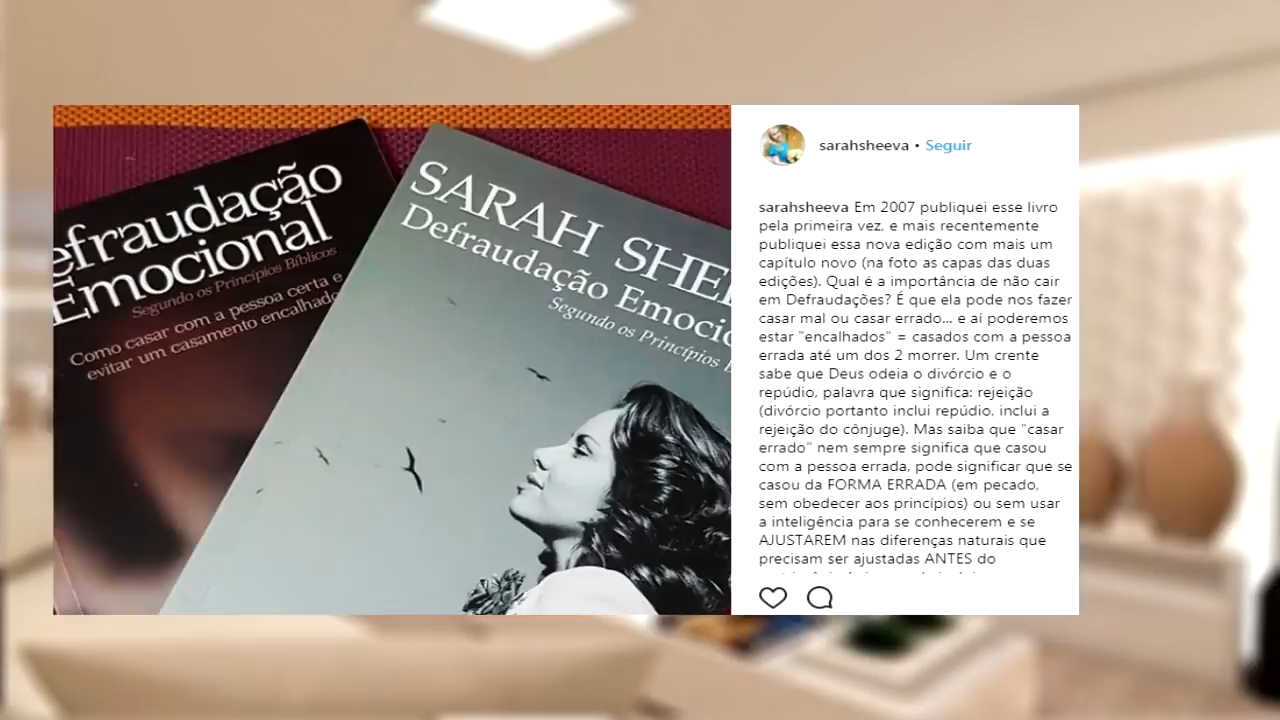 efraudação
Emocional
Segundo os Princípios Bíblicos
Como casar com a pessoa certa e
evitar um casamento encalhado
SARAH SHE
Defraudação Emoci
Segundo os Princípios
sarahsheeva • Seguir
sarahsheeva Em 2007 publiquei esse livro
pela primeira vez, e mais recentemente
publiquei essa nova edição com mais um
capítulo novo (na foto as capas das duas
edições). Qual é a importância de não cair
em Defraudações? É que ela pode nos fazer
casar mal ou casar errado... e aí poderemos
estar "encalhados" = casados com a pessoa
errada até um dos 2 morrer. Um crente
sabe que Deus odeia o divórcio e o
repúdio, palavra que significa: rejeição
(divórcio portanto inclui repúdio, inclui a
rejeição do cônjuge). Mas saiba que "casar
errado" nem sempre significa que casou
com a pessoa errada, pode significar que se
casou da FORMA ERRADA (em pecado,
sem obedecer aos princípios) ou sem usar
a inteligência para se conhecerem e se
AJUSTAREM nas diferenças naturais que
precisam ser ajustadas ANTES do